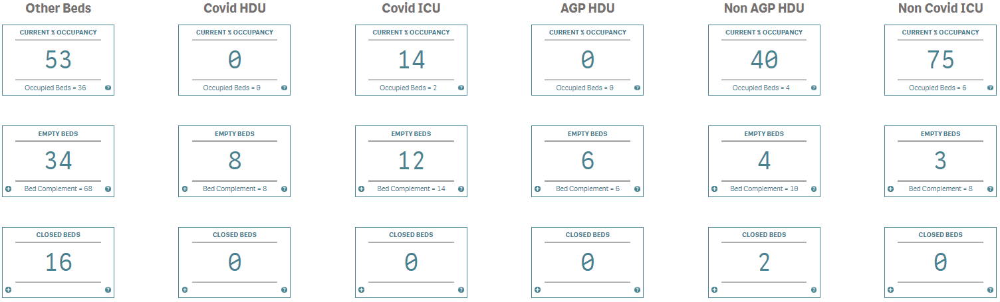 Other Beds
Covid HDU
Covid ICU
AGP HDU
Non AGP HDU
Non Covid ICU
CURRENT % OCCUPANCY
53
Occupied Beds = 36
CURRENT % OCCUPANCY
0
Occupied Beds = 0
CURRENT % OCCUPANCY
14
Occupied Beds = 2
CURRENT % OCCUPANCY
0
Occupied Beds = 0
CURRENT % OCCUPANCY
40
Occupied Beds = 4
CURRENT % OCCUPANCY
75
Occupied Beds = 6
EMPTY BEDS
34
Bed Complement = 68
EMPTY BEDS
8
Bed Complement = 8
EMPTY BEDS
12
Bed Complement = 14
EMPTY BEDS
6
Bed Complement = 6
EMPTY BEDS
4
Bed Complement = 10
EMPTY BEDS
3
Bed Complement = 8
CLOSED BEDS
16
CLOSED BEDS
0
CLOSED BEDS
0
CLOSED BEDS
0
CLOSED BEDS
2
CLOSED BEDS
0